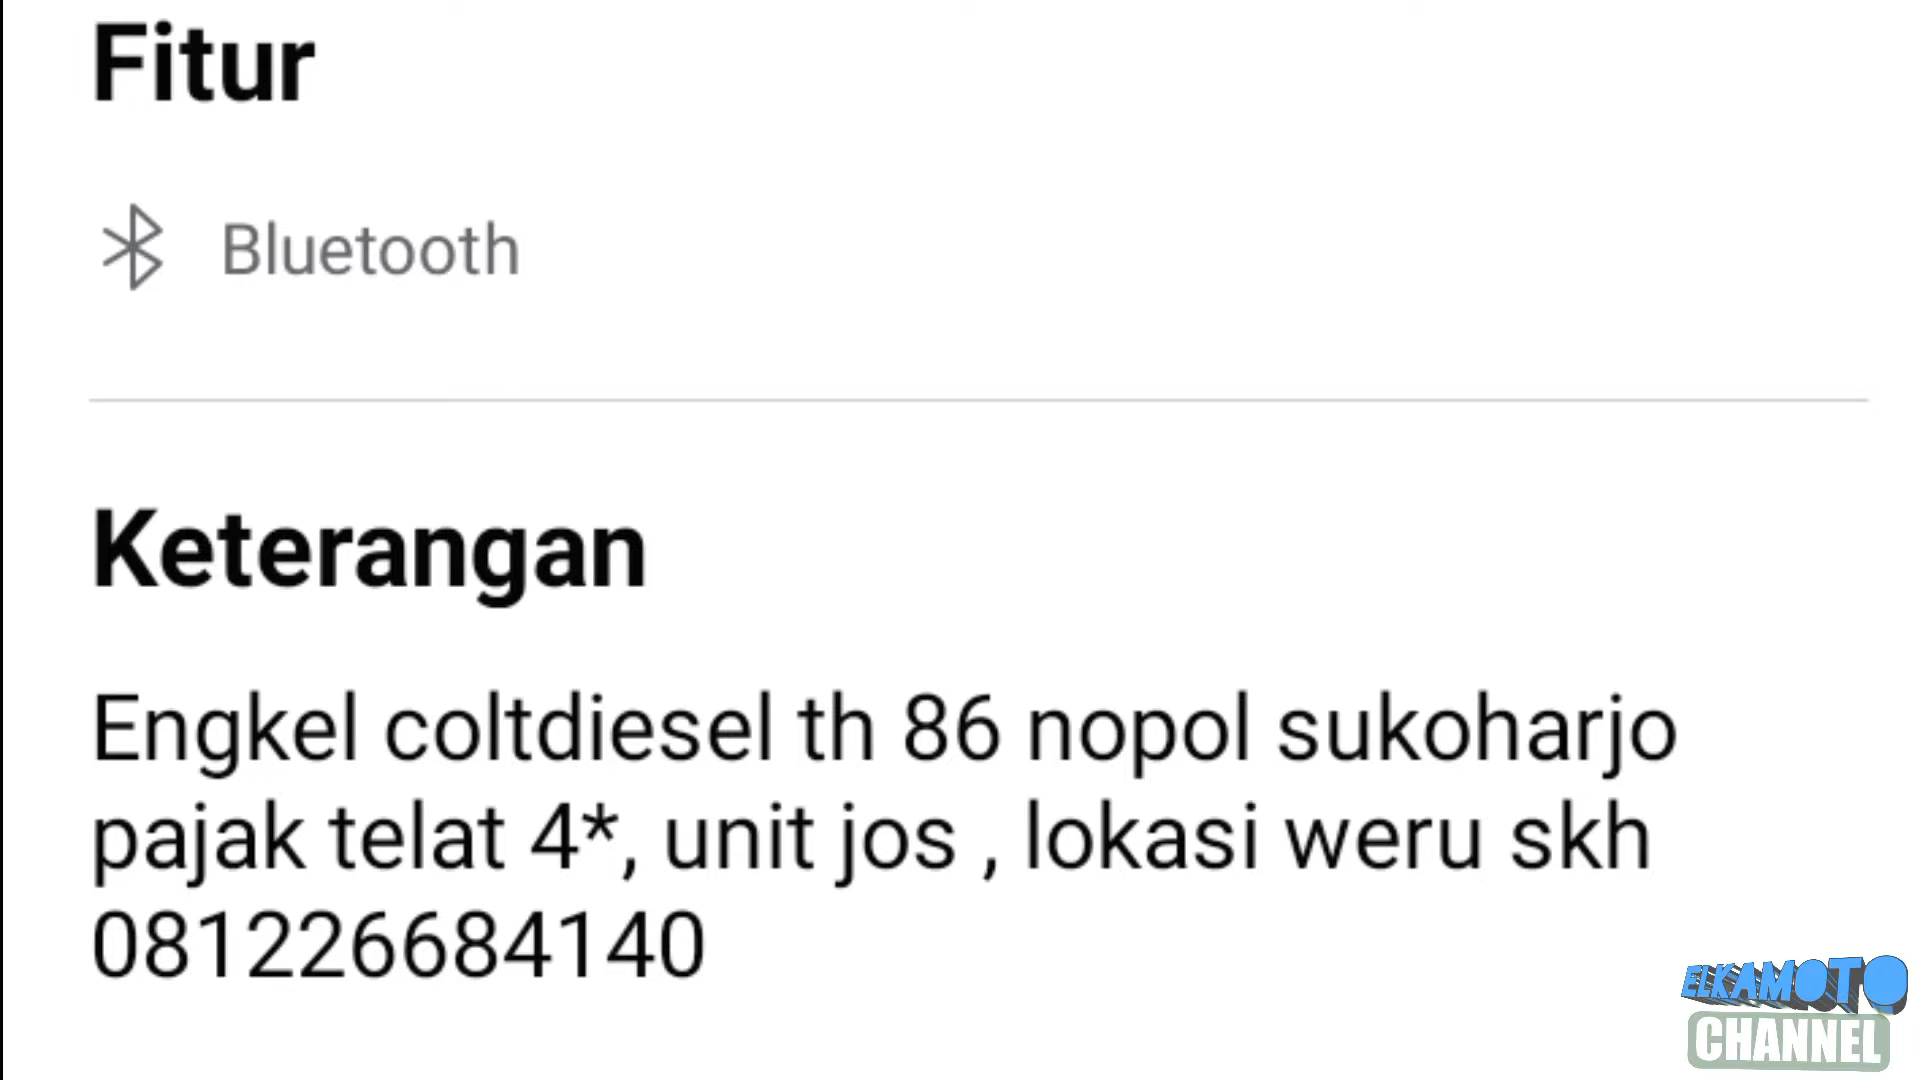 Fitur
Bluetooth
Keterangan
Engkel coltdiesel th 86 nopol sukoharjo
pajak telat 4*, unit jos , lokasi weru skh
081226684140
ELKAMOTO
CHANNEL